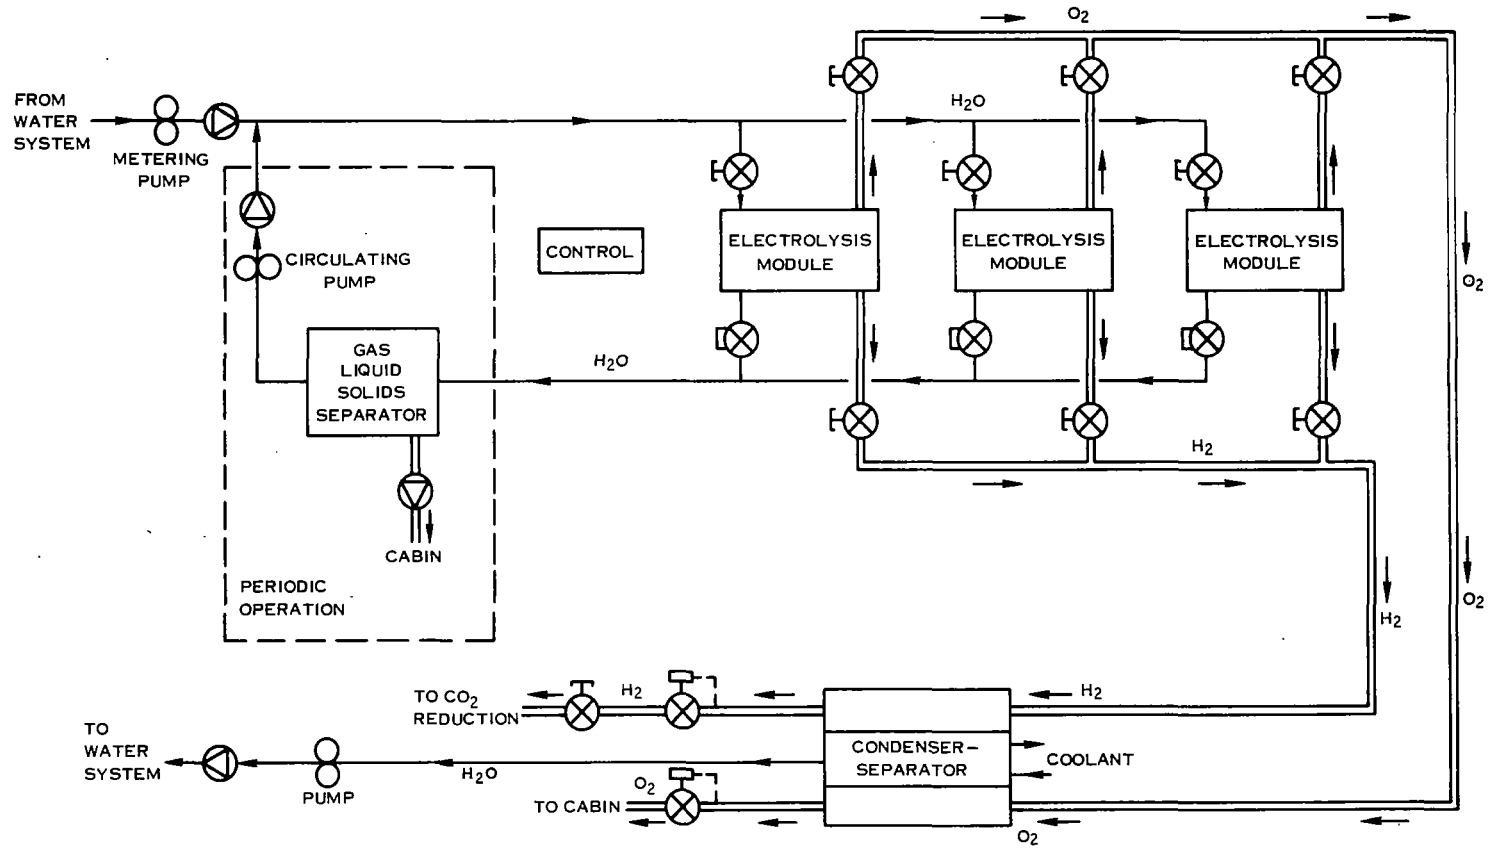 O2
FROM
WATER
SYSTEM
METERING
PUMP
H2O
CIRCULATING
PUMP
CONTROL
ELECTROLYSIS
MODULE
ELECTROLYSIS
MODULE
ELECTROLYSIS
MODULE
O2
GAS
LIQUID
SOLIDS
SEPARATOR
H2O
H2
CABIN
PERIODIC
OPERATION
O2
H2
TO CO2
REDUCTION
H2
H2
TO
WATER
SYSTEM
PUMP
H2O
CONDENSER–
SEPARATOR
COOLANT
O2
TO CABIN
O2